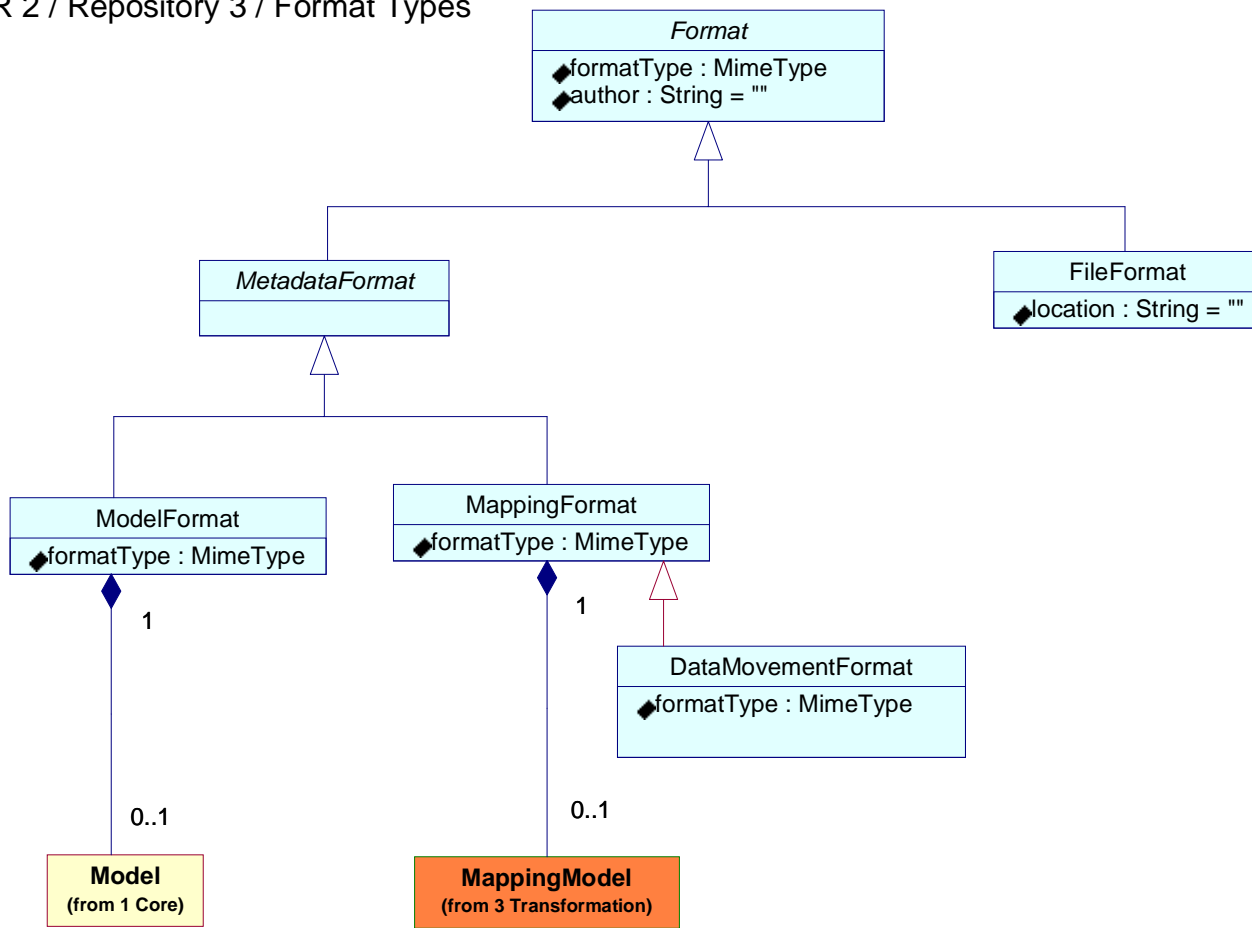 R 2 / Repository 3 / Format Types
Format
formatType : MimeType
author : String = ""
MetadataFormat
FileFormat
location : String = ""
ModelFormat
formatType : MimeType
MappingFormat
formatType : MimeType
1
1
DataMovementFormat
formatType : MimeType
0..1
0..1
Model
(from 1 Core)
MappingModel
(from 3 Transformation)